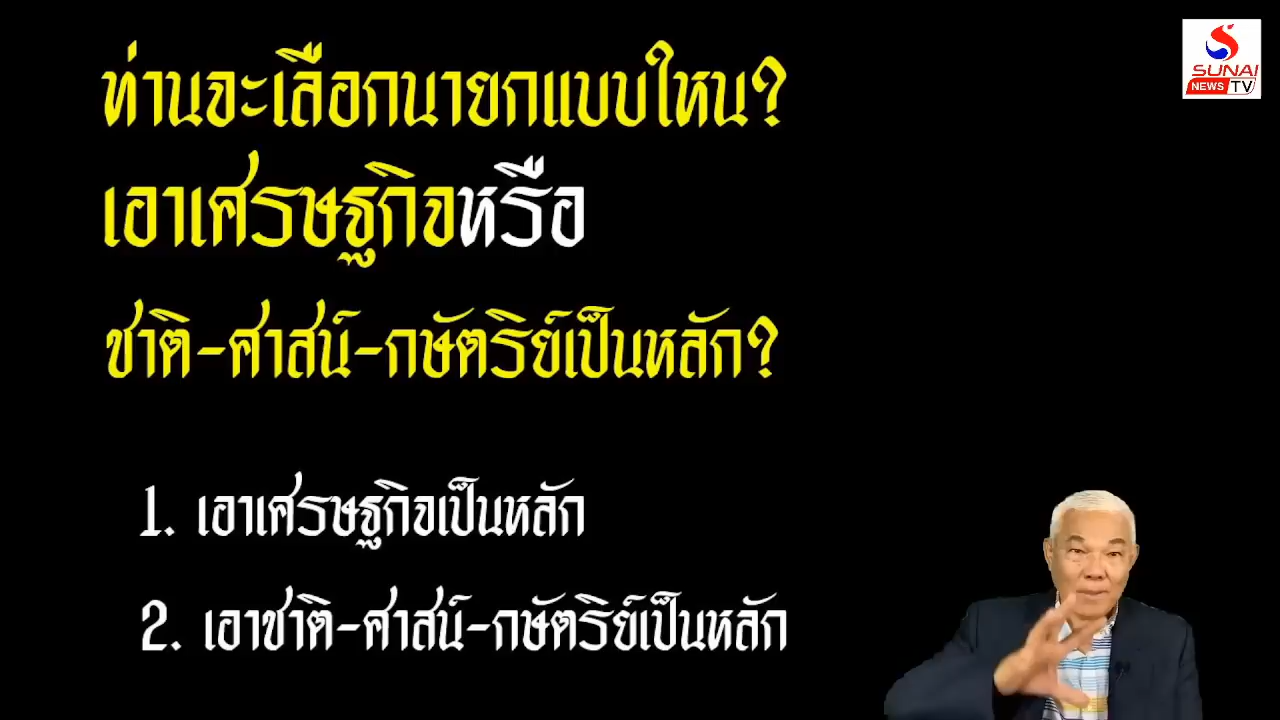 ท่านจะเลือกนายกแบบใหน?
เอาเศรษฐกิจหรือ
ชาติ-ศาสน์-กษัตริย์เป็นหลัก?
1. เอาเศรษฐกิจเป็นหลัก
2. เอาชาติ-ศาสน์-กษัตริย์เป็นหลัก
SUNAI
NEWS TV